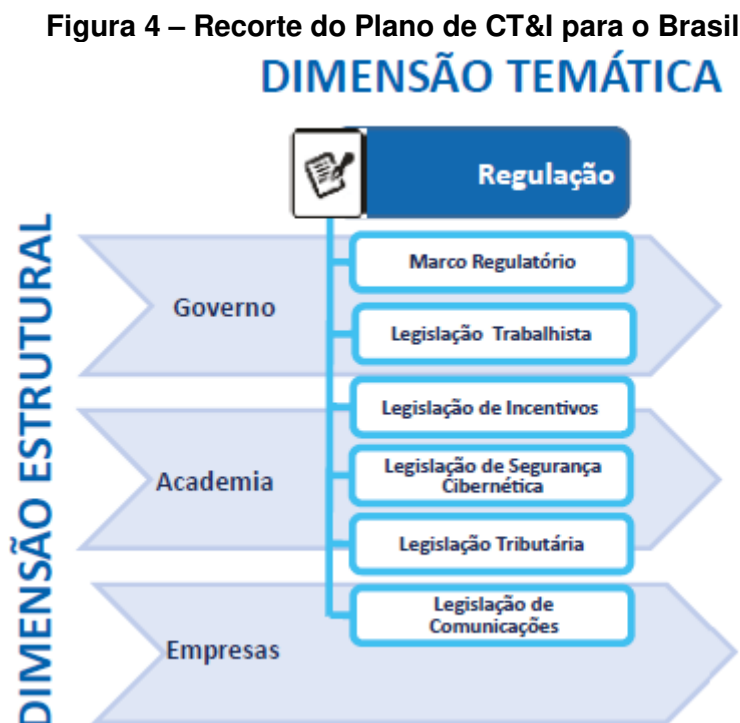 Figura 4 – Recorte do Plano de CT&I para o Brasil
DIMENSÃO TEMÁTICA
Regulação
DIMENSÃO ESTRUTURAL
Governo
Marco Regulatório
Legislação Trabalhista
Academia
Legislação de Incentivos
Legislação de Segurança
Cibernética
Legislação Tributária
Empresas
Legislação de
Comunicações